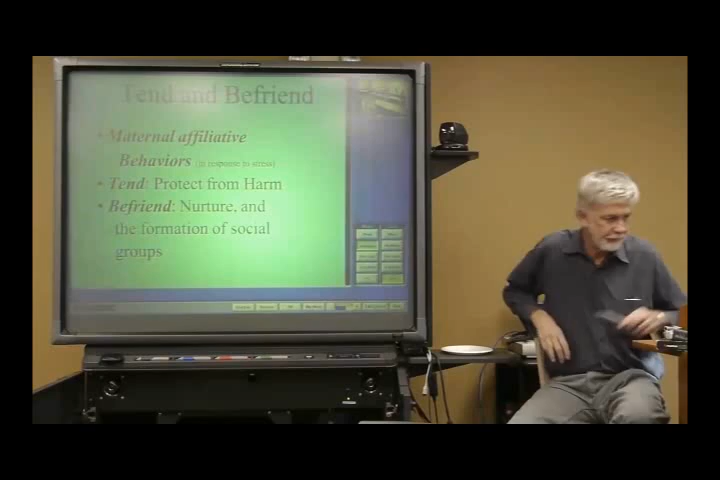 Tend and Befriend
• Maternal affiliative
Behaviors (in response to stress)
• Tend: Protect from Harm
• Befriend: Nurture, and
the formation of social
groups